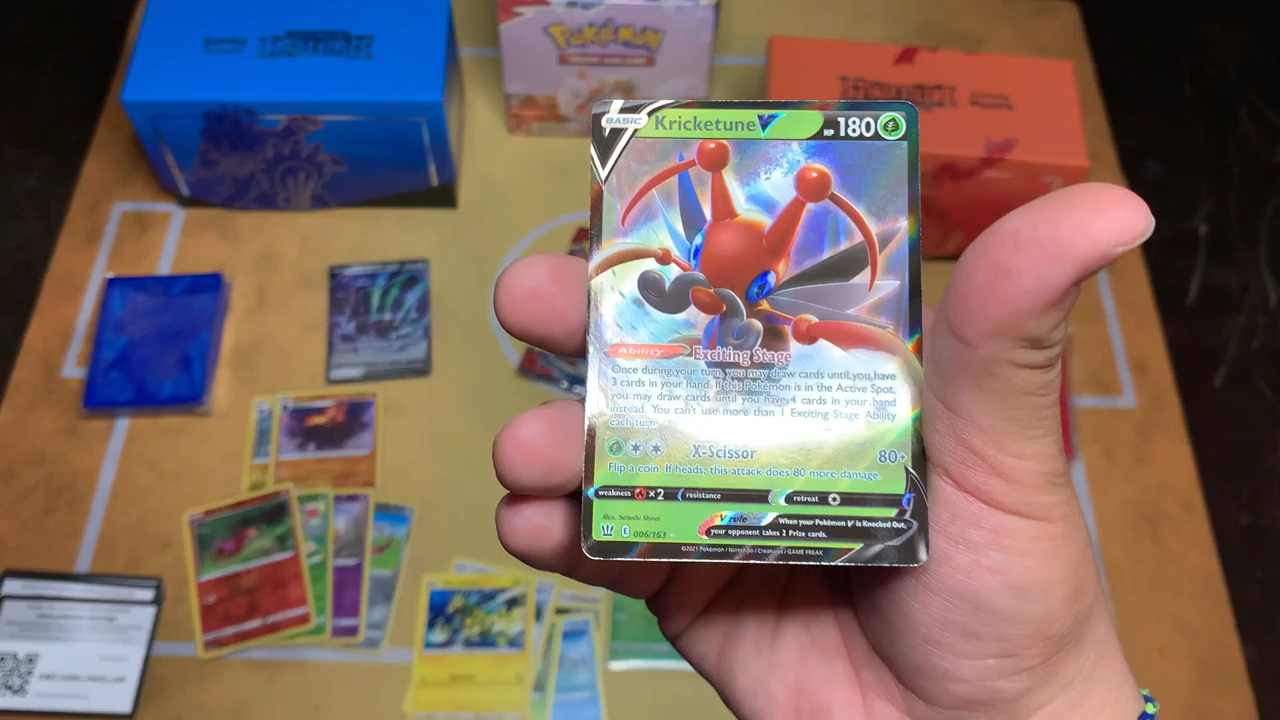 Pokémon
BASIC Kricketune V HP 180
Ability Exciting Stage
Once during your turn, you may draw cards until you have
3 cards in your hand. If this Pokémon is in the Active Spot,
you may draw cards until you have 4 cards in your hand
instead. You can't use more than 1 Exciting Stage Ability
each turn.
X-Scissor 80+
Flip a coin. If heads, this attack does 80 more damage.
weakness ×2 resistance retreat
Illus. Satoshi Shirai
V rule When your Pokémon V is Knocked Out,
your opponent takes 2 Prize cards.
E 006/163
©2021 Pokémon / Nintendo / Creatures / GAME FREAK